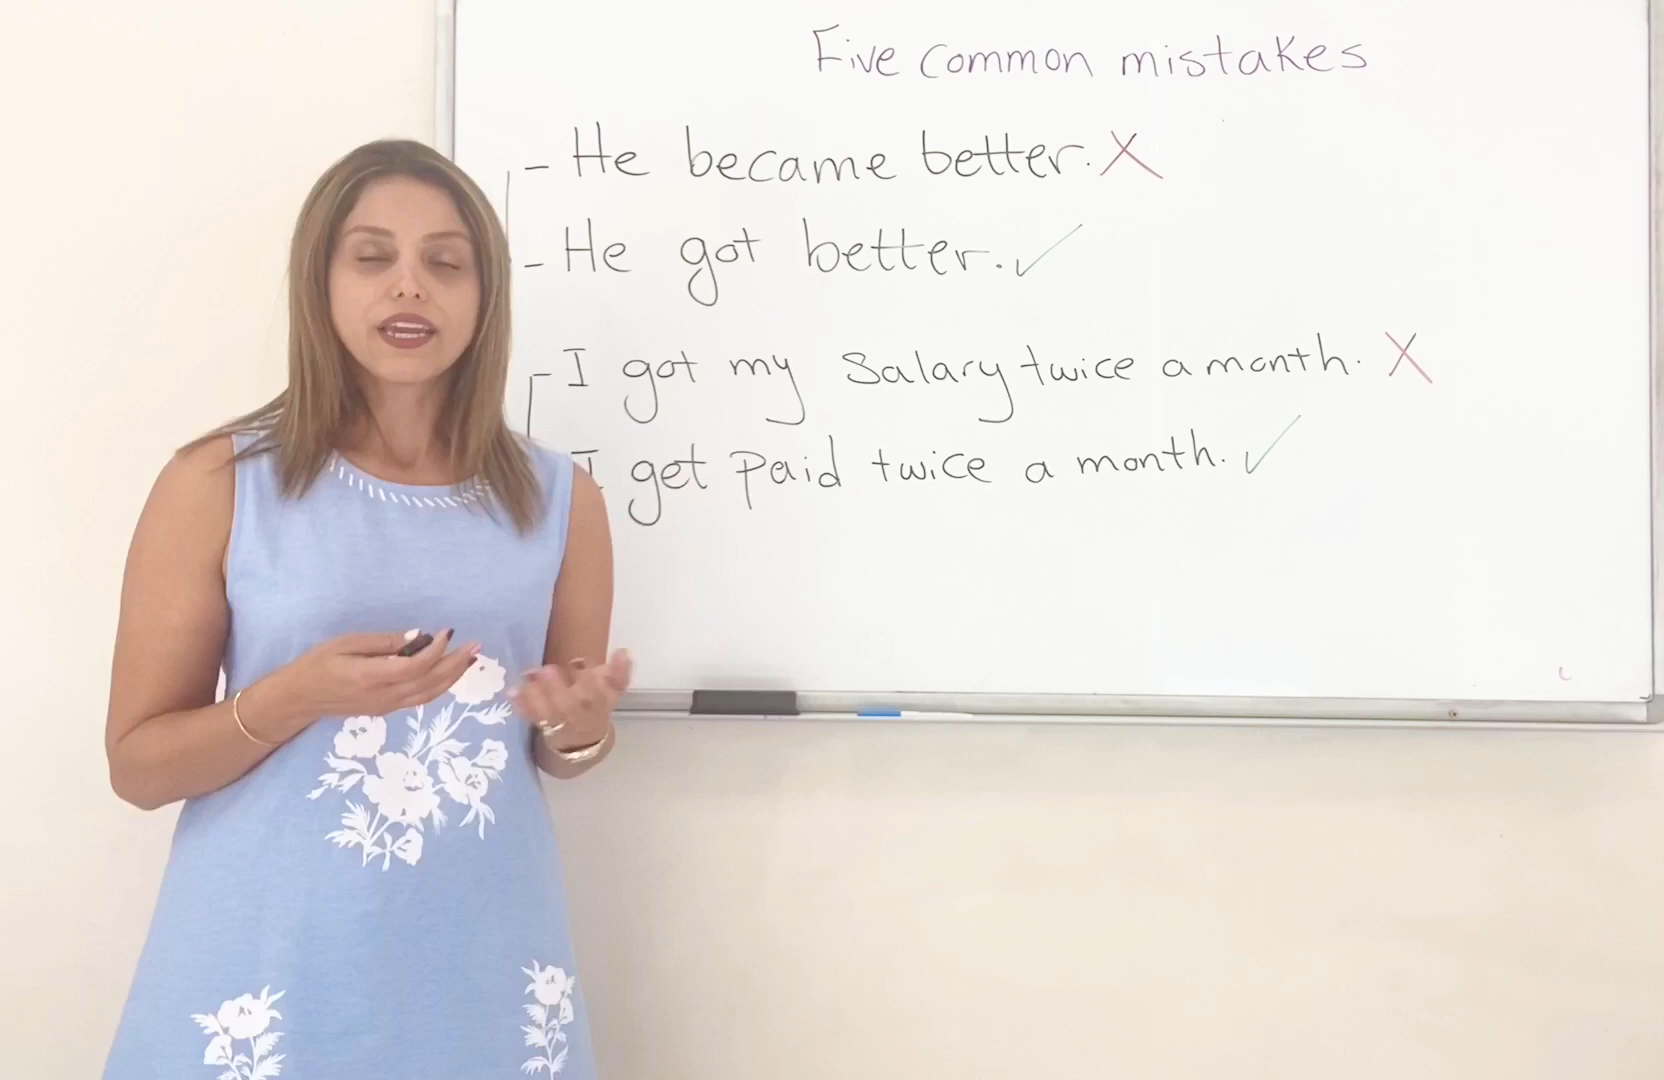 Five common mistakes
- He became better. X
- He got better. ✓
- I got my Salary twice a month. X
I get paid twice a month. ✓